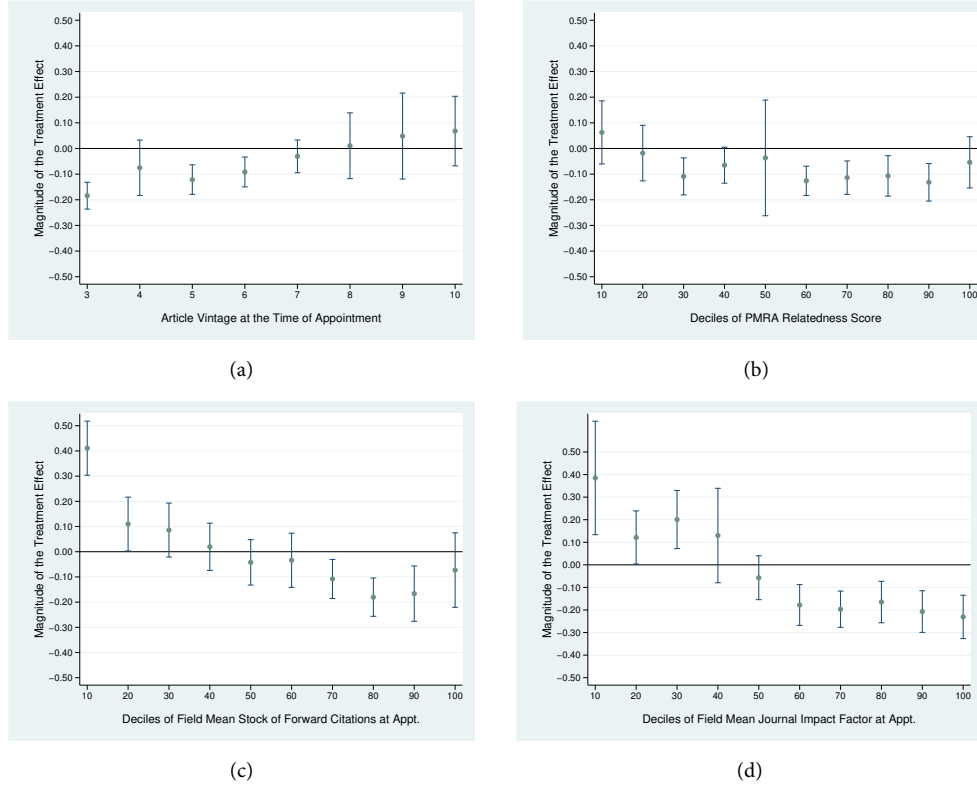 0.50
0.40
0.30
0.20
0.10
0.00
−0.10
−0.20
−0.30
−0.40
−0.50
Magnitude of the Treatment Effect
3 4 5 6 7 8 9 10
Article Vintage at the Time of Appointment
(a)
0.50
0.40
0.30
0.20
0.10
0.00
−0.10
−0.20
−0.30
−0.40
−0.50
Magnitude of the Treatment Effect
10 20 30 40 50 60 70 80 90 100
Deciles of PMRA Relatedness Score
(b)
0.50
0.40
0.30
0.20
0.10
0.00
−0.10
−0.20
−0.30
−0.40
−0.50
Magnitude of the Treatment Effect
10 20 30 40 50 60 70 80 90 100
Deciles of Field Mean Stock of Forward Citations at Appt.
(c)
0.50
0.40
0.30
0.20
0.10
0.00
−0.10
−0.20
−0.30
−0.40
−0.50
Magnitude of the Treatment Effect
10 20 30 40 50 60 70 80 90 100
Deciles of Field Mean Journal Impact Factor at Appt.
(d)